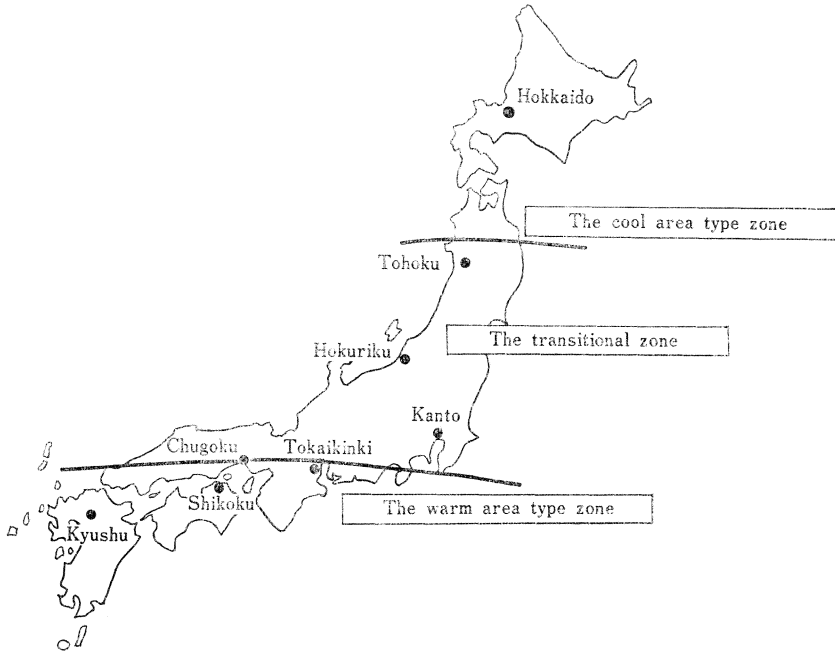 Hokkaido
The cool area type zone
Tohoku
The transitional zone
Hokuriku
Kanto
Chugoku
Tokaikinki
Shikoku
The warm area type zone
Kyushu